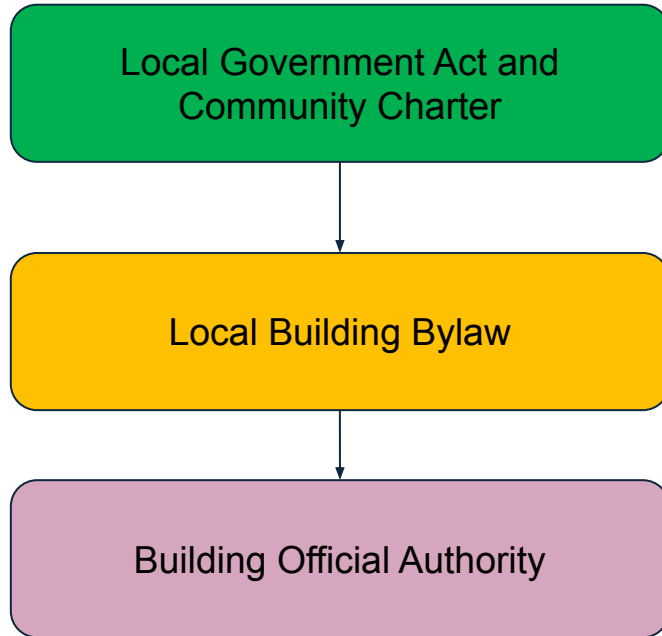 Local Government Act and
Community Charter
Local Building Bylaw
Building Official Authority